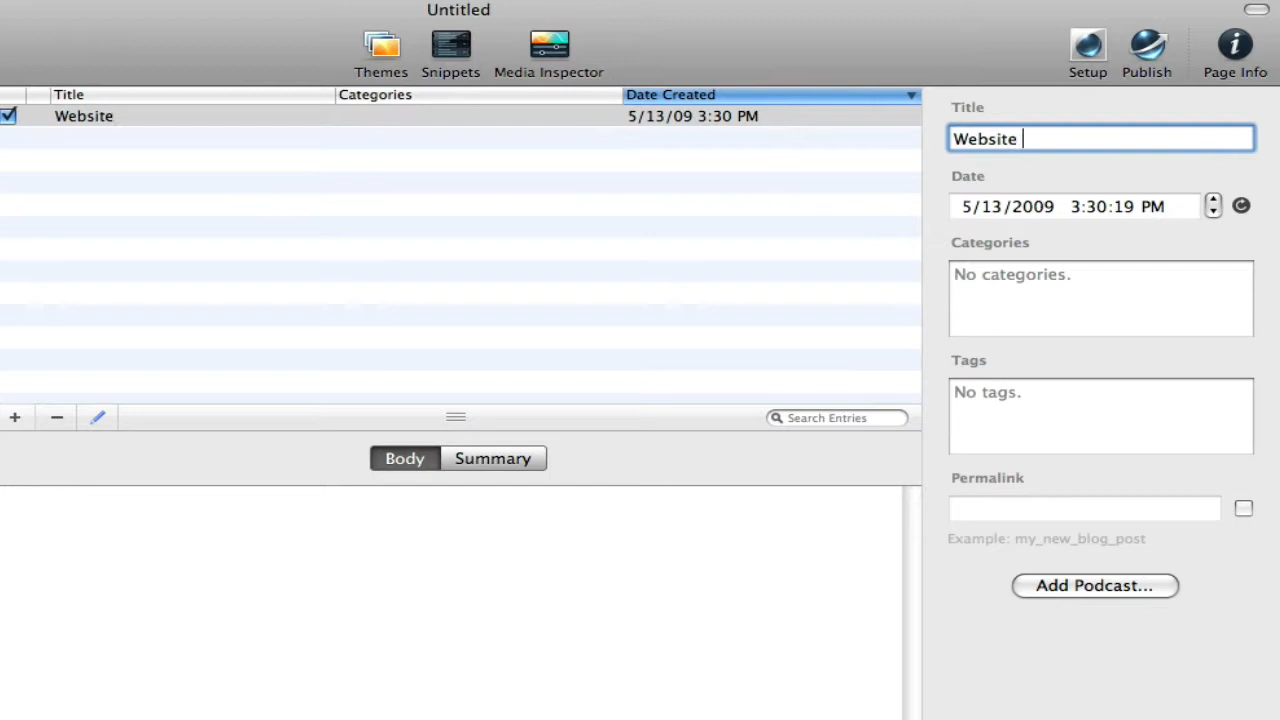 Untitled
Themes Snippets Media Inspector Setup Publish Page Info
Title Categories Date Created
Website 5/13/09 3:30 PM
Title
Website
Date
5/13/2009 3:30:19 PM
Categories
No categories.
Tags
No tags.
Search Entries
Body Summary
Permalink
Example: my_new_blog_post
Add Podcast...